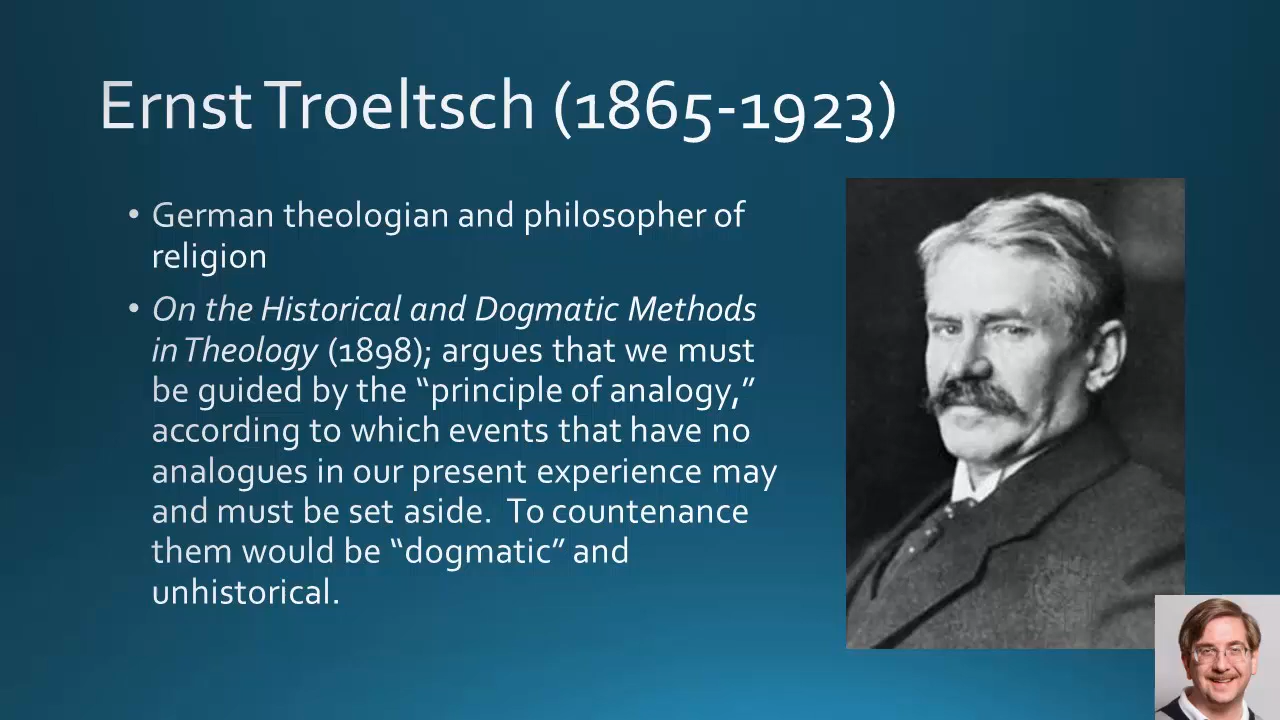 Ernst Troeltsch (1865-1923)
• German theologian and philosopher of
religion
• On the Historical and Dogmatic Methods
in Theology (1898); argues that we must
be guided by the “principle of analogy,”
according to which events that have no
analogues in our present experience may
and must be set aside.  To countenance
them would be “dogmatic” and
unhistorical.